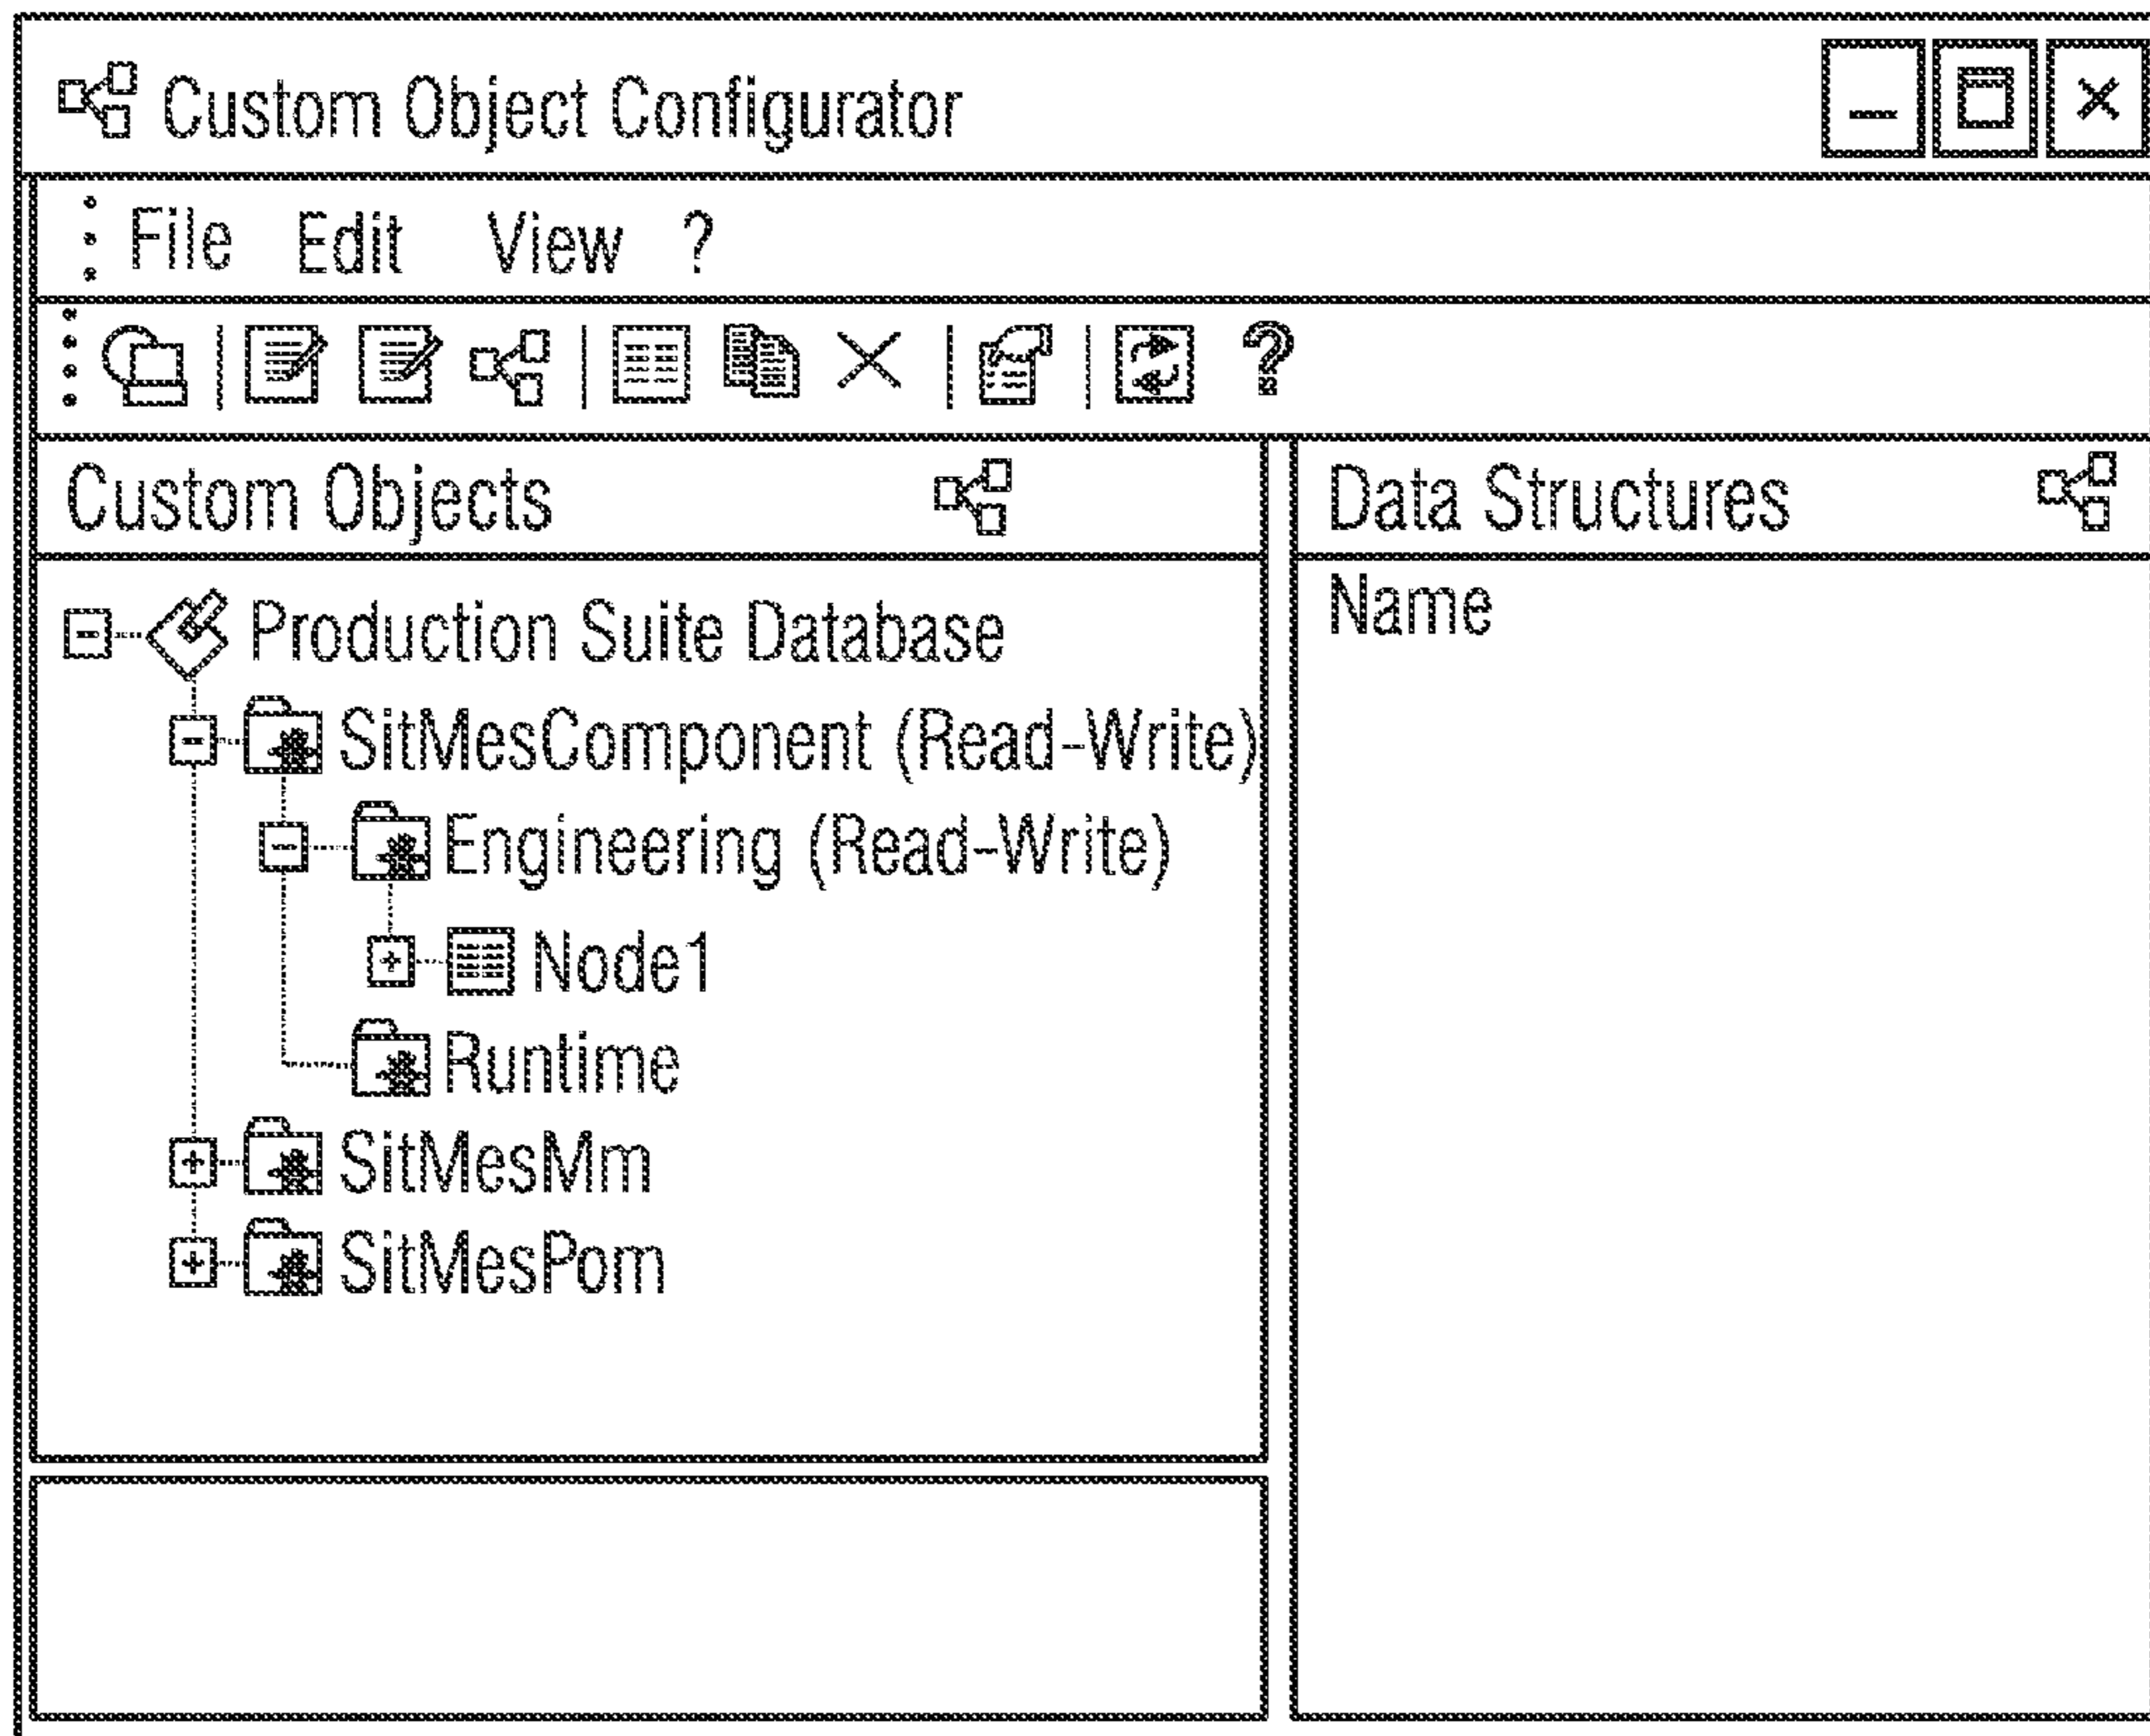 Custom Object Configurator
File Edit View ?
Custom Objects
Data Structures
Name
Production Suite Database
SitMesComponent (Read-Write)
Engineering (Read-Write)
Node1
Runtime
SitMesMm
SitMesPom